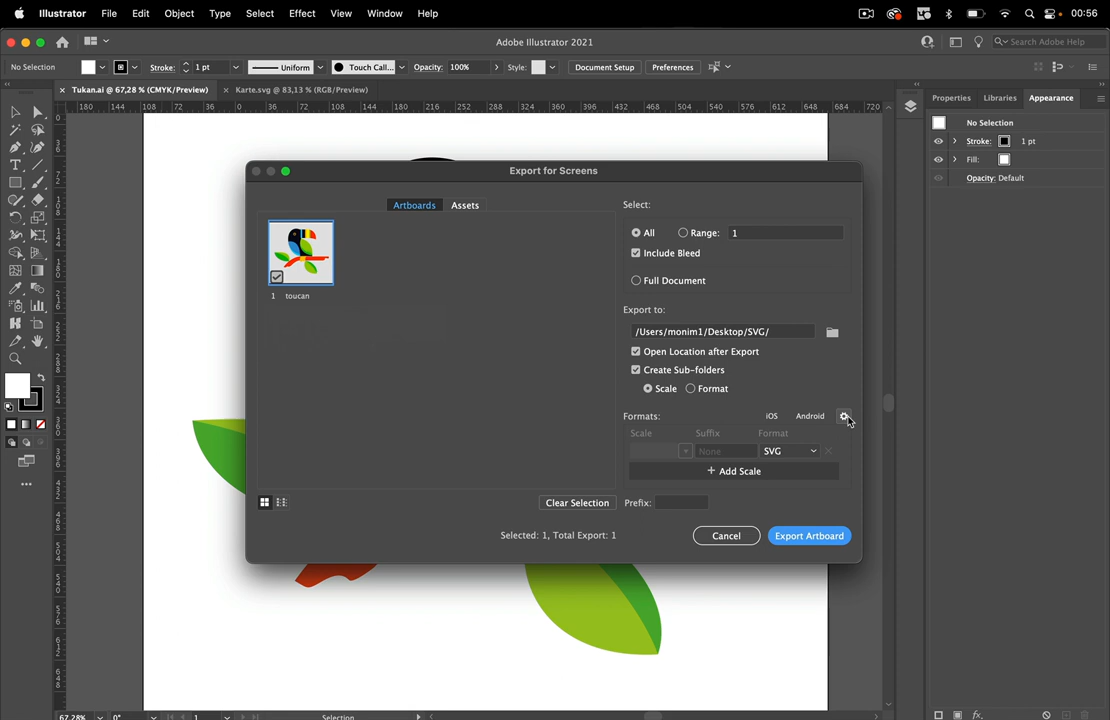 Illustrator File Edit Object Type Select Effect View Window Help 00:56
Adobe Illustrator 2021 Search Adobe Help
No Selection Stroke: 1 pt Uniform Touch Call... Opacity: 100% Style: Document Setup Preferences
× Tukan.ai @ 67,28 % (CMYK/Preview) × Karte.svg @ 83,13 % (RGB/Preview)
Properties Libraries Appearance
180 144 108 72 36 0 36 72 108 144 180 216 252 288 324 360 396 432 468 504 540 576 612 648 684 720
No Selection
Stroke: 1 pt
Fill:
Opacity: Default
Export for Screens
Artboards Assets
1 toucan
Select:
All Range: 1
Include Bleed
Full Document
Export to:
/Users/monim1/Desktop/SVG/
Open Location after Export
Create Sub-folders
Scale Format
Formats: iOS Android
Scale Suffix Format
None SVG
+ Add Scale
Clear Selection Prefix:
Selected: 1, Total Export: 1
Cancel Export Artboard
67,28% 0° 1 Selection